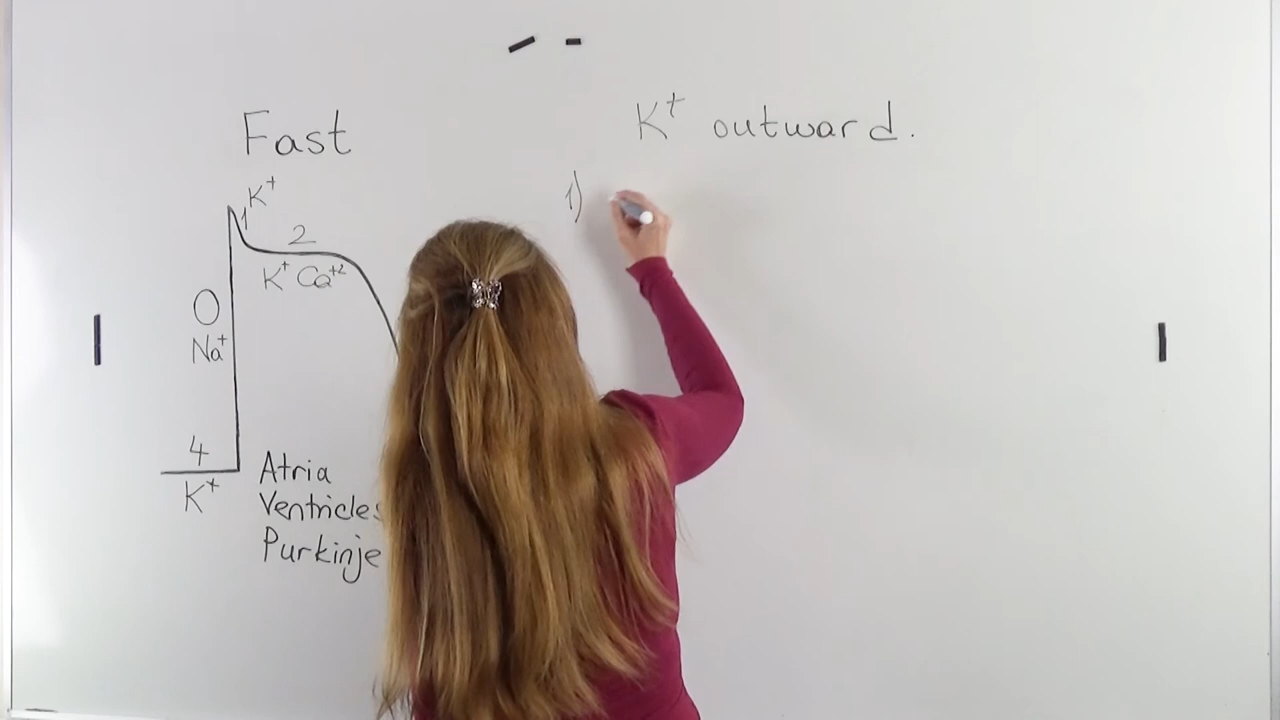 Fast
K⁺ outward.
K⁺
1
1)
2
K⁺ Ca⁺²
0
Na⁺
4
K⁺
Atria
Ventricles
Purkinje